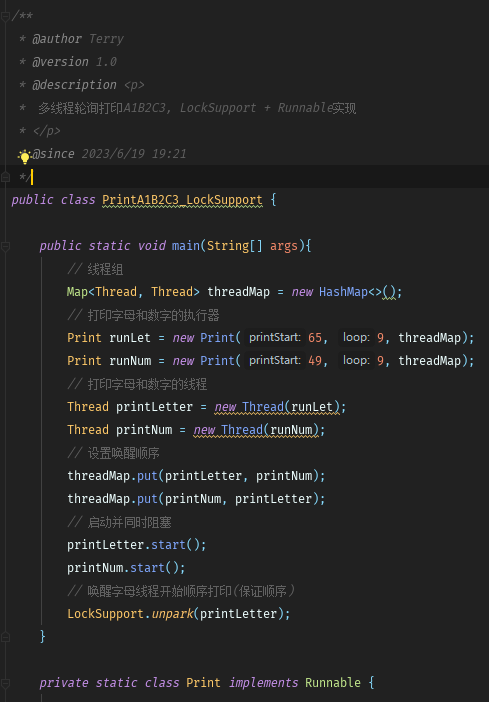 /**
 * @author Terry
 * @version 1.0
 * @description <p>
 *  多线程轮询打印A1B2C3, LockSupport + Runnable实现
 * </p>
 @since 2023/6/19 19:21
 */
public class PrintA1B2C3_LockSupport {
    public static void main(String[] args){
        // 线程组
        Map<Thread, Thread> threadMap = new HashMap<>();
        // 打印字母和数字的执行器
        Print runLet = new Print( printStart: 65, loop: 9, threadMap);
        Print runNum = new Print( printStart: 49, loop: 9, threadMap);
        // 打印字母和数字的线程
        Thread printLetter = new Thread(runLet);
        Thread printNum = new Thread(runNum);
        // 设置唤醒顺序
        threadMap.put(printLetter, printNum);
        threadMap.put(printNum, printLetter);
        // 启动并同时阻塞
        printLetter.start();
        printNum.start();
        // 唤醒字母线程开始顺序打印(保证顺序)
        LockSupport.unpark(printLetter);
    }
    private static class Print implements Runnable {